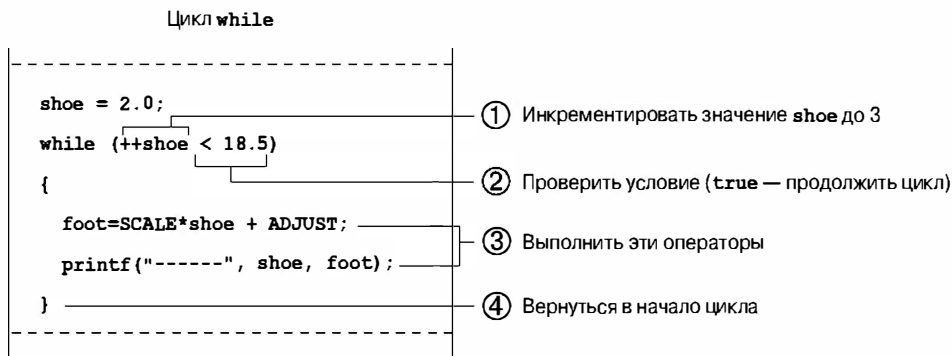 Цикл while
shoe = 2.0;
while (++shoe < 18.5)
① Инкрементировать значение shoe до 3
② Проверить условие (true — продолжить цикл)
{
foot=SCALE*shoe + ADJUST;
printf("------", shoe, foot);
③ Выполнить эти операторы
}
④ Вернуться в начало цикла